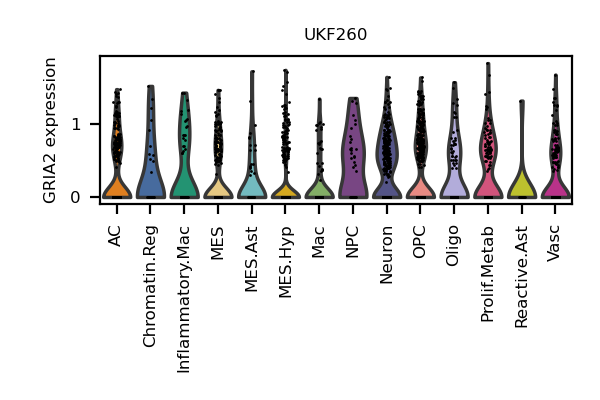 UKF260
GRIA2 expression
1
0
AC
Chromatin.Reg
Inflammatory.Mac
MES
MES.Ast
MES.Hyp
Mac
NPC
Neuron
OPC
Oligo
Prolif.Metab
Reactive.Ast
Vasc